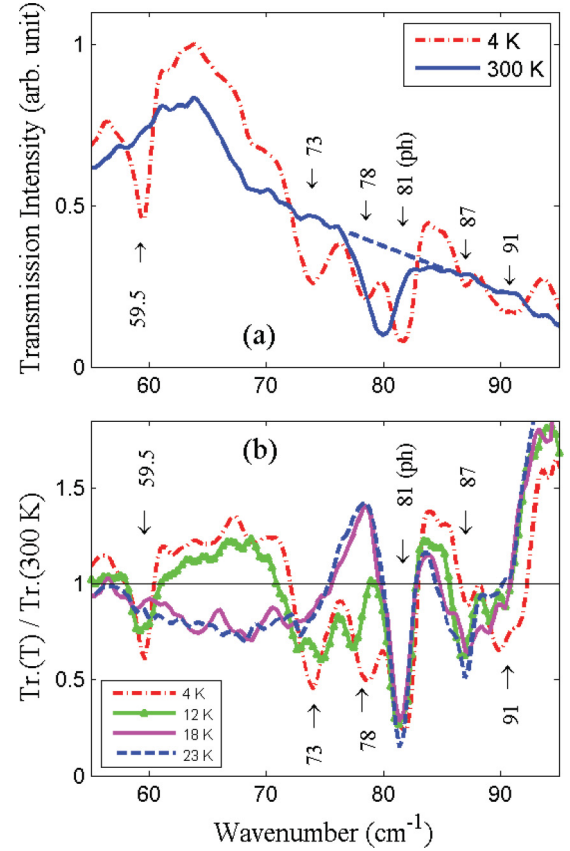 Transmission Intensity (arb. unit)
1
0.5
0
60
70
80
90
4 K
300 K
59.5
73
78
81 (ph)
87
91
(a)
Tr.(T) / Tr.(300 K)
1.5
1
0.5
0
60
70
80
90
(b)
59.5
73
78
81 (ph)
87
91
4 K
12 K
18 K
23 K
Wavenumber (cm⁻¹)